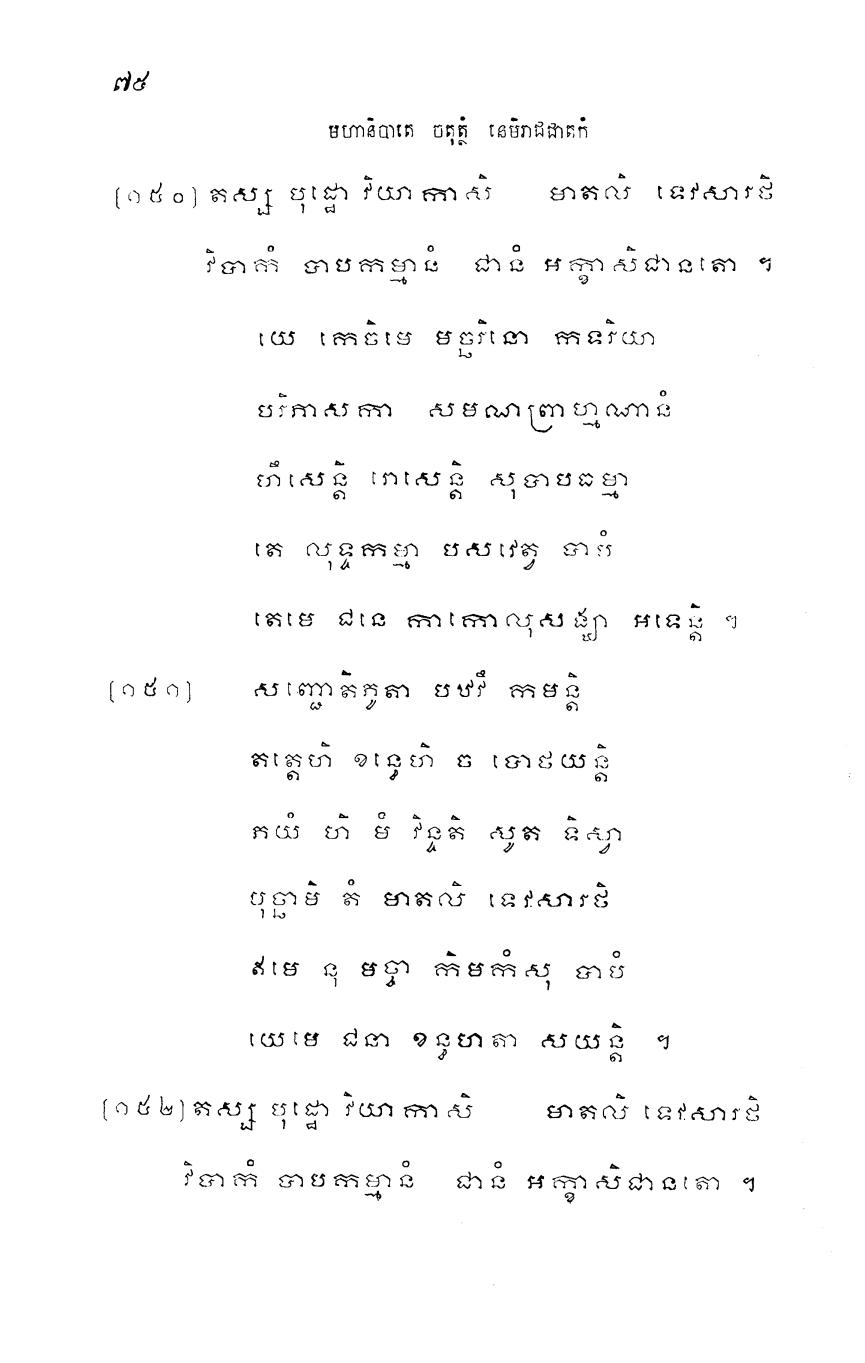 ៧៥
មហានិបាតេ ចតុត្ថំ នេមិរាជជាតកំ
(១៥០) តស្ស បុដ្ឋោ វិយាកាសិ មាតលិ ទេវសារថិ
វិបាកំ បាបកម្មានំ ជានំ អក្ខាសិជានតោ ។
យេ កេចិមេ មច្ឆរិនោ កទរិយា
បរិភាសកា សមណព្រាហ្មណានំ
ហឹសេន្តិ រោសេន្តិ សុបាបធម្មា
តេ លុទ្ទកម្មា បសវេត្វ បាបំ
តេមេ ជនេ កាកោលុសង្ឃា អទេន្តិ ។
(១៥១) សញ្ជោតិភូតា បឋវឹ កមន្តិ
តត្តេហិ ខន្ធេហិ ច បោថយន្តិ
ភយំ ហិ មំ វិន្ទតិ សូត ទិស្វា
បុច្ឆាមិ តំ មាតលិ ទេវសារថិ
ឥមេ នុ មច្ចា កិមកំសុ បាបំ
យេមេ ជនា ខន្ធហតា សយន្តិ ។
(១៥២) តស្ស បុដ្ឋោ វិយាកាសិ មាតលិ ទេវសារថិ
វិបាកំ បាបកម្មានំ ជានំ អក្ខាសិជានតោ ។